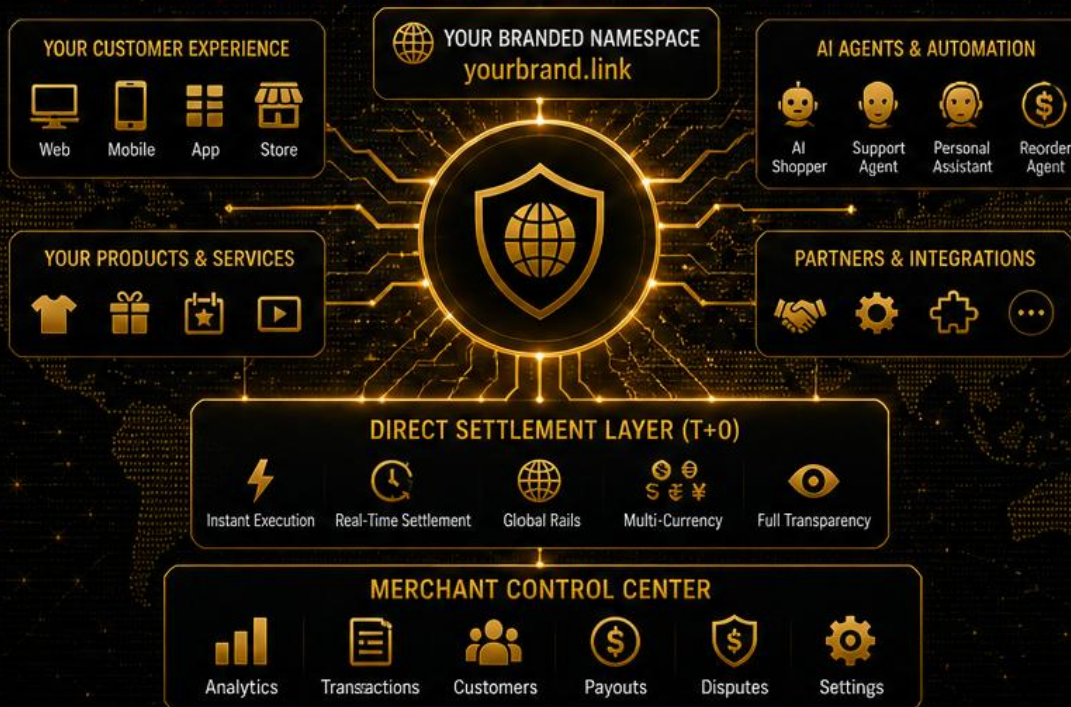 YOUR CUSTOMER EXPERIENCE
Web
Mobile
App
Store
YOUR BRANDED NAMESPACE
yourbrand.link
AI AGENTS & AUTOMATION
AI Shopper
Support Agent
Personal Assistant
Reorder Agent
YOUR PRODUCTS & SERVICES
PARTNERS & INTEGRATIONS
DIRECT SETTLEMENT LAYER (T+0)
Instant Execution
Real-Time Settlement
Global Rails
Multi-Currency
Full Transparency
MERCHANT CONTROL CENTER
Analytics
Transactions
Customers
Payouts
Disputes
Settings